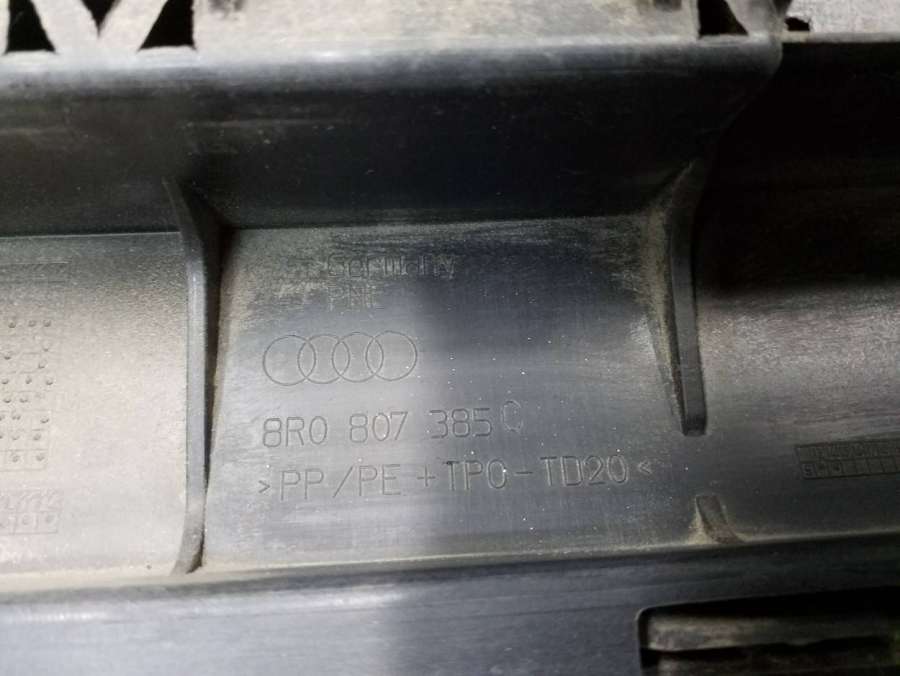 Germany
PNE
8R0 807 385 C
>PP/PE+TPO-TD20<